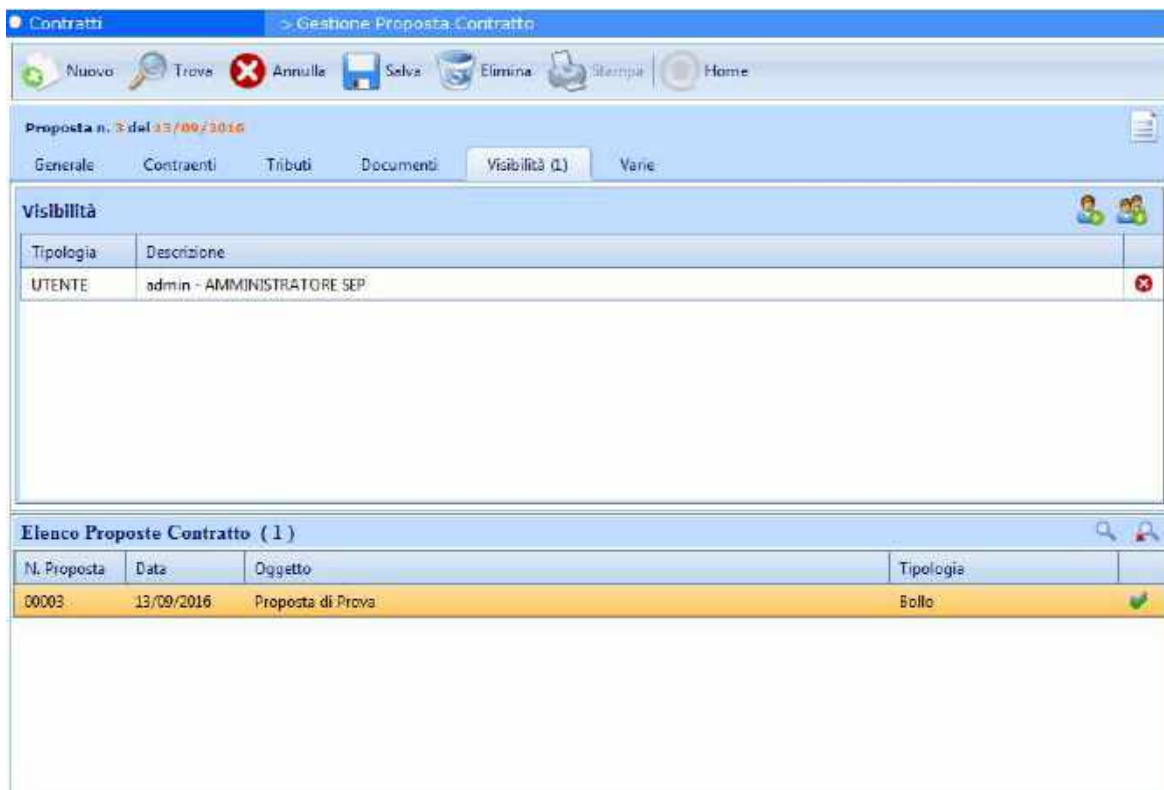 Contratti > Gestione Proposta Contratto
Nuovo Trova Annulla Salva Elimina Stampa Home
Proposta n. 3 del 13/09/2016
Generale Contraenti Tributi Documenti Visibilità (1) Varie
Visibilità
Tipologia Descrizione
UTENTE admin - AMMINISTRATORE SEP
Elenco Proposte Contratto (1)
N. Proposta Data Oggetto Tipologia
00003 13/09/2016 Proposta di Prova Bollo